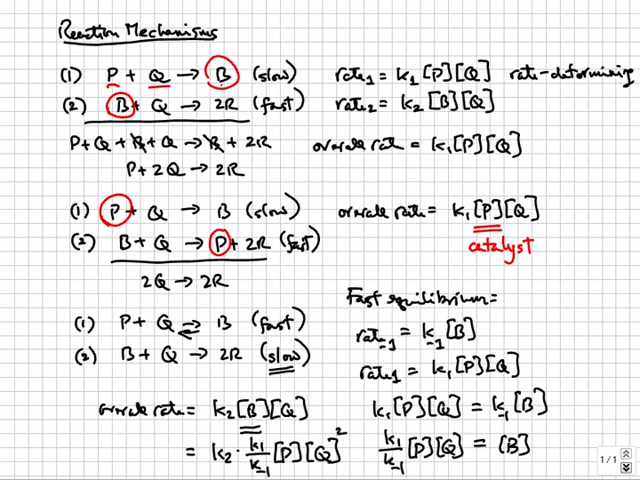 Reaction Mechanisms
(1) P + Q → B (slow) rate₁ = k₁[P][Q] rate-determining
(2) B + Q → 2R (fast) rate₂ = k₂[B][Q]
P + Q + B + Q → B + 2R overall rate = k₁[P][Q]
P + 2Q → 2R
(1) P + Q → B (slow) overall rate = k₁[P][Q]
(2) B + Q → P + 2R (fast) catalyst
2Q → 2R
Fast equilibrium:
(1) P + Q ⇌ B (fast) rate₋₁ = k₋₁[B]
(2) B + Q → 2R (slow) rate₁ = k₁[P][Q]
overall rate = k₂[B][Q] k₁[P][Q] = k₋₁[B]
= k₂ · k₁/k₋₁ [P][Q]² k₁/k₋₁ [P][Q] = [B]
1/1